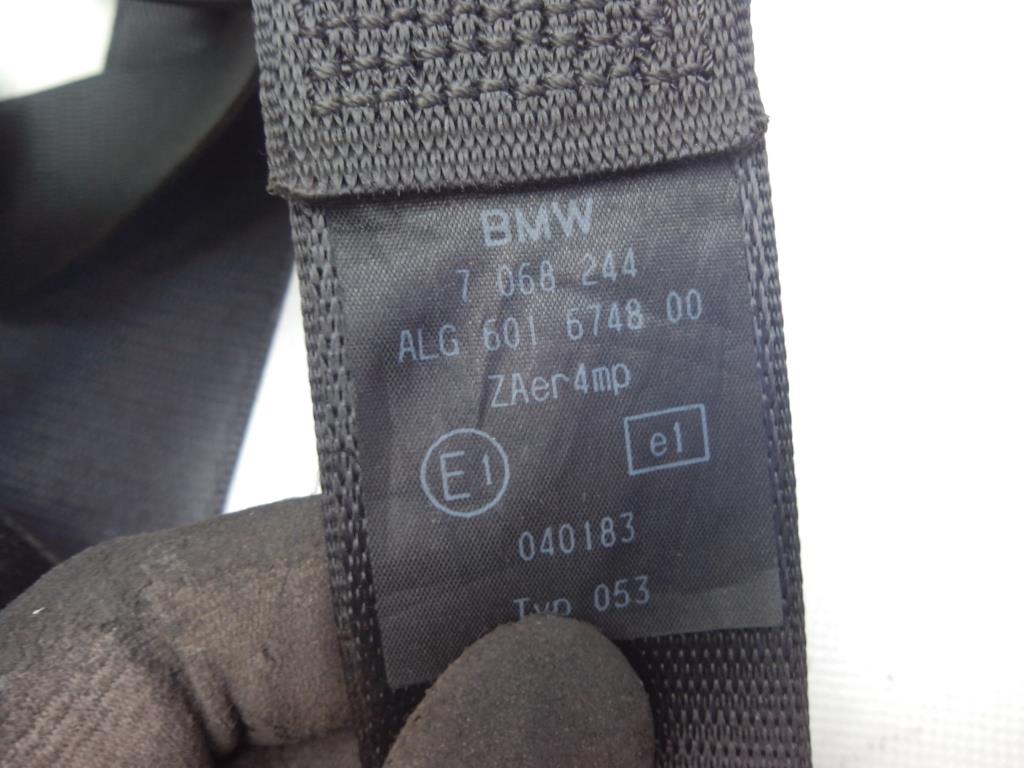 BMW
7 068 244
ALG 601 6748 00
ZAer4mp
E1 e1
040183
Typ 053